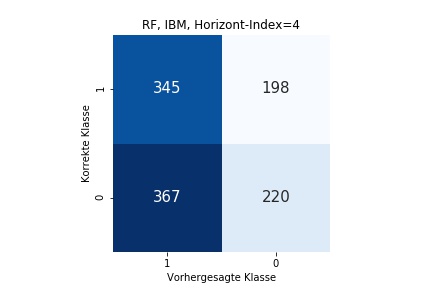 RF, IBM, Horizont-Index=4
Korrekte Klasse
1
345
198
0
367
220
1
0
Vorhergesagte Klasse